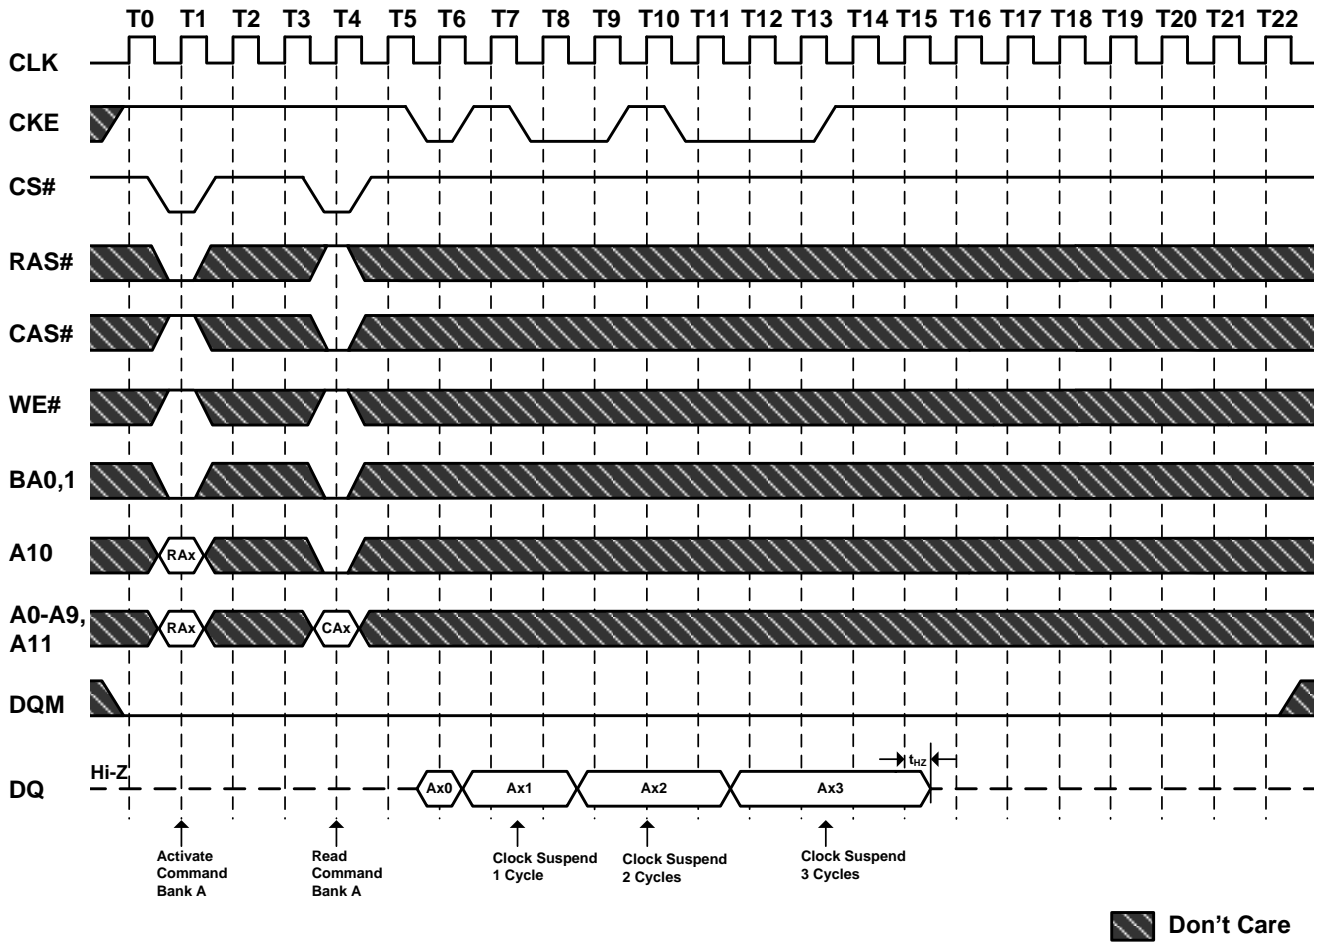 T0 T1 T2 T3 T4 T5 T6 T7 T8 T9 T10 T11 T12 T13 T14 T15 T16 T17 T18 T19 T20 T21 T22
CLK
CKE
CS#
RAS#
CAS#
WE#
BA0,1
A10 RAx
A0-A9, RAx CAx
A11
DQM
Hi-Z tHZ
DQ Ax0 Ax1 Ax2 Ax3
Activate
Command
Bank A
Read
Command
Bank A
Clock Suspend
1 Cycle
Clock Suspend
2 Cycles
Clock Suspend
3 Cycles
Don't Care